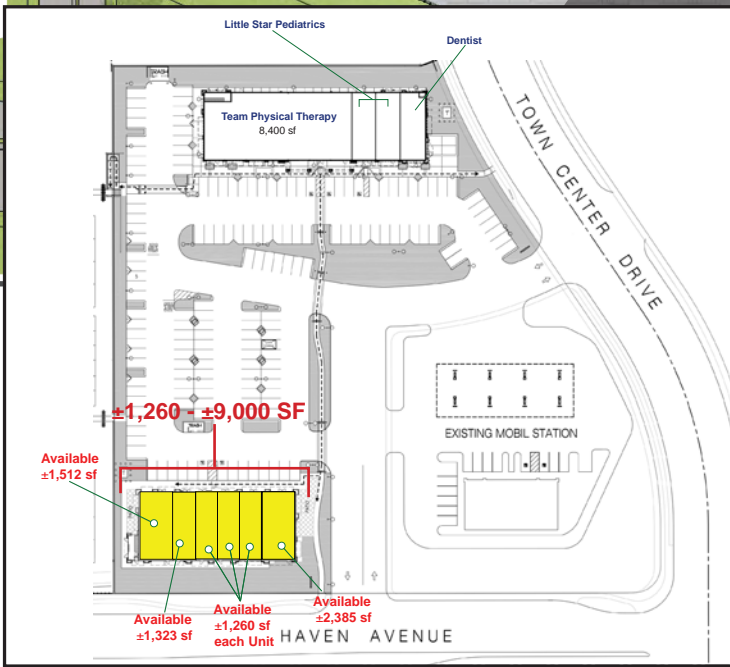 Little Star Pediatrics
Dentist
Team Physical Therapy
8,400 sf
TOWN CENTER DRIVE
±1,260 - ±9,000 SF
EXISTING MOBIL STATION
Available
±1,512 sf
Available
±1,323 sf
Available
±1,260 sf
each Unit
Available
±2,385 sf
HAVEN AVENUE